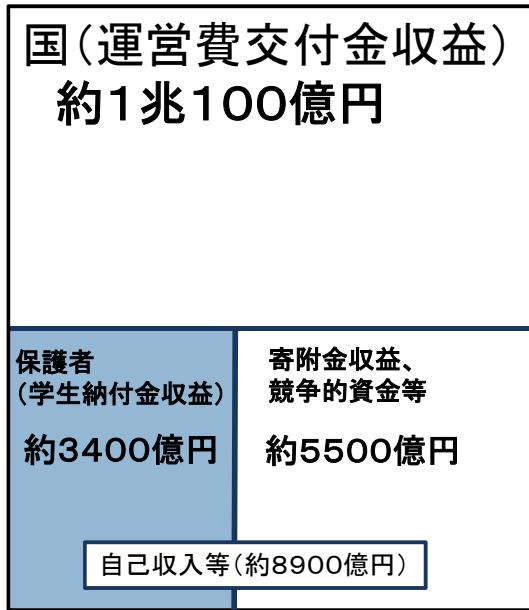 国(運営費交付金収益)
約1兆100億円
保護者
(学生納付金収益)
約3400億円
寄附金収益、
競争的資金等
約5500億円
自己収入等(約8900億円)